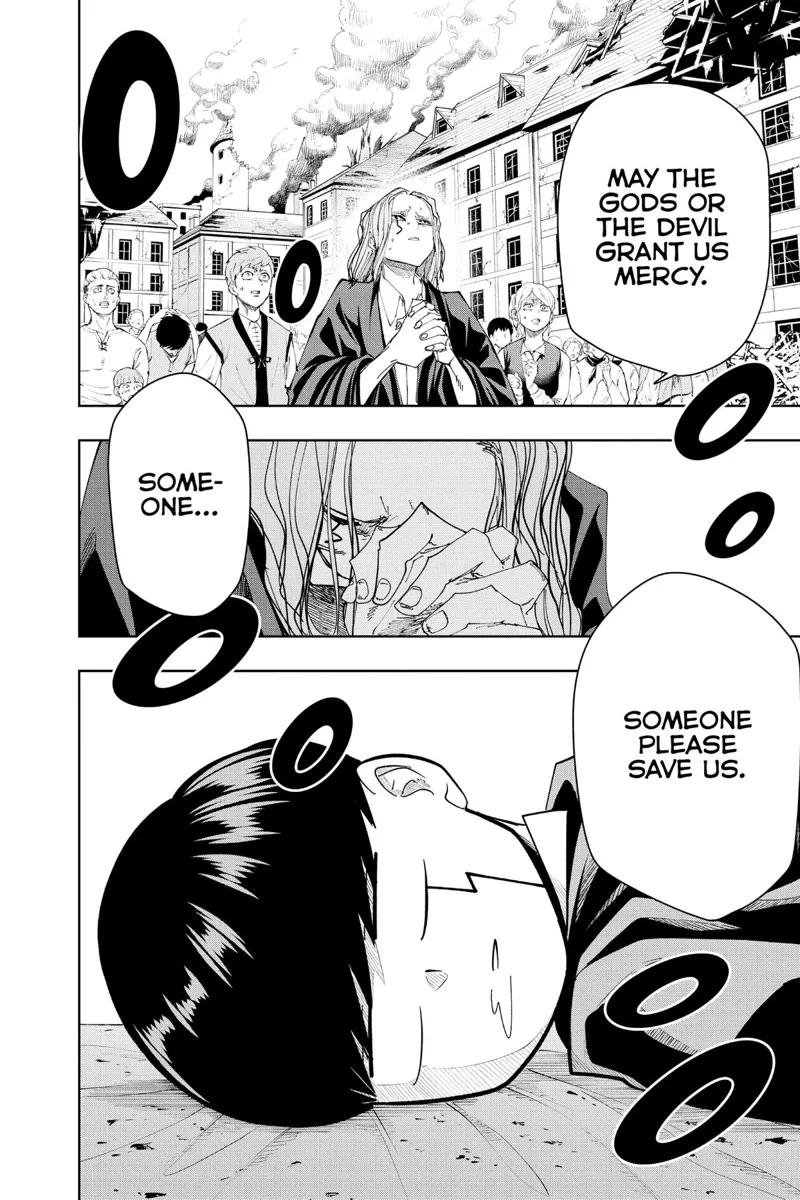 MAY THE
GODS OR
THE DEVIL
GRANT US
MERCY.
SOME-
ONE...
SOMEONE
PLEASE
SAVE US.